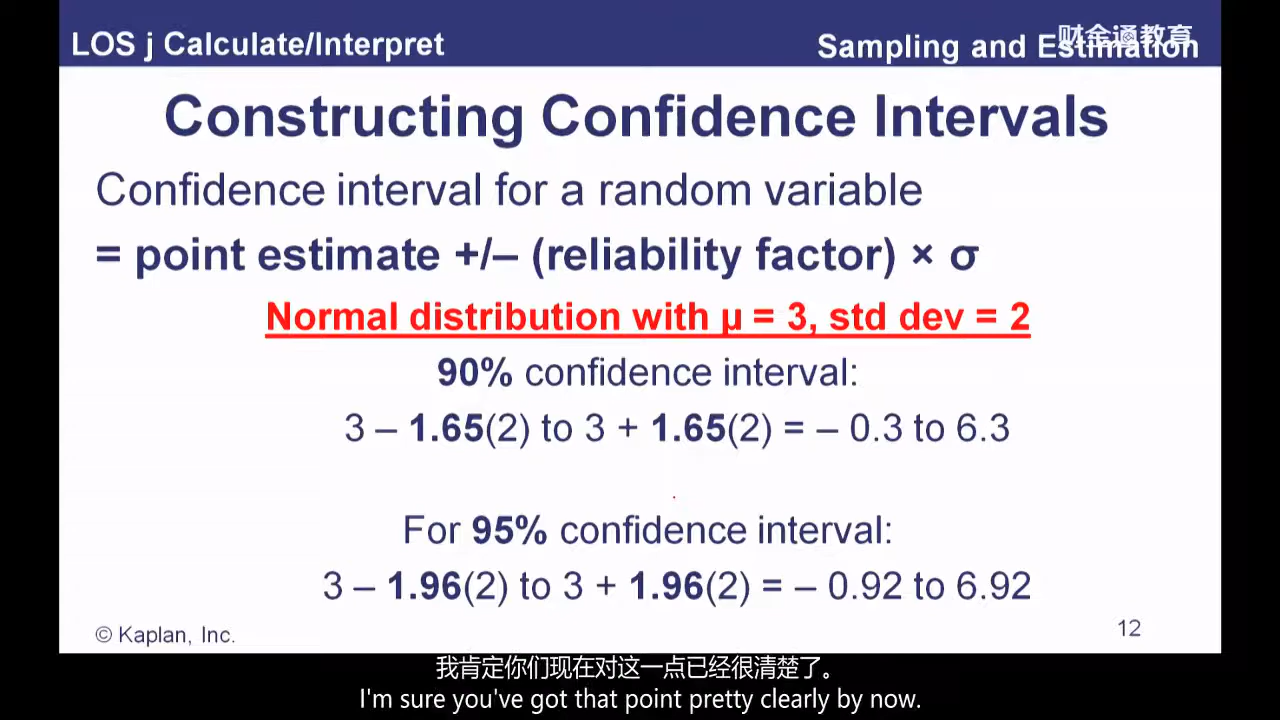 LOS j Calculate/Interpret
财金通教育
Sampling and Estimation
Constructing Confidence Intervals
Confidence interval for a random variable
= point estimate +/– (reliability factor) × σ
Normal distribution with μ = 3, std dev = 2
90% confidence interval:
3 – 1.65(2) to 3 + 1.65(2) = – 0.3 to 6.3
For 95% confidence interval:
3 – 1.96(2) to 3 + 1.96(2) = – 0.92 to 6.92
© Kaplan, Inc.
12
我肯定你们现在对这一点已经很清楚了。
I'm sure you've got that point pretty clearly by now.